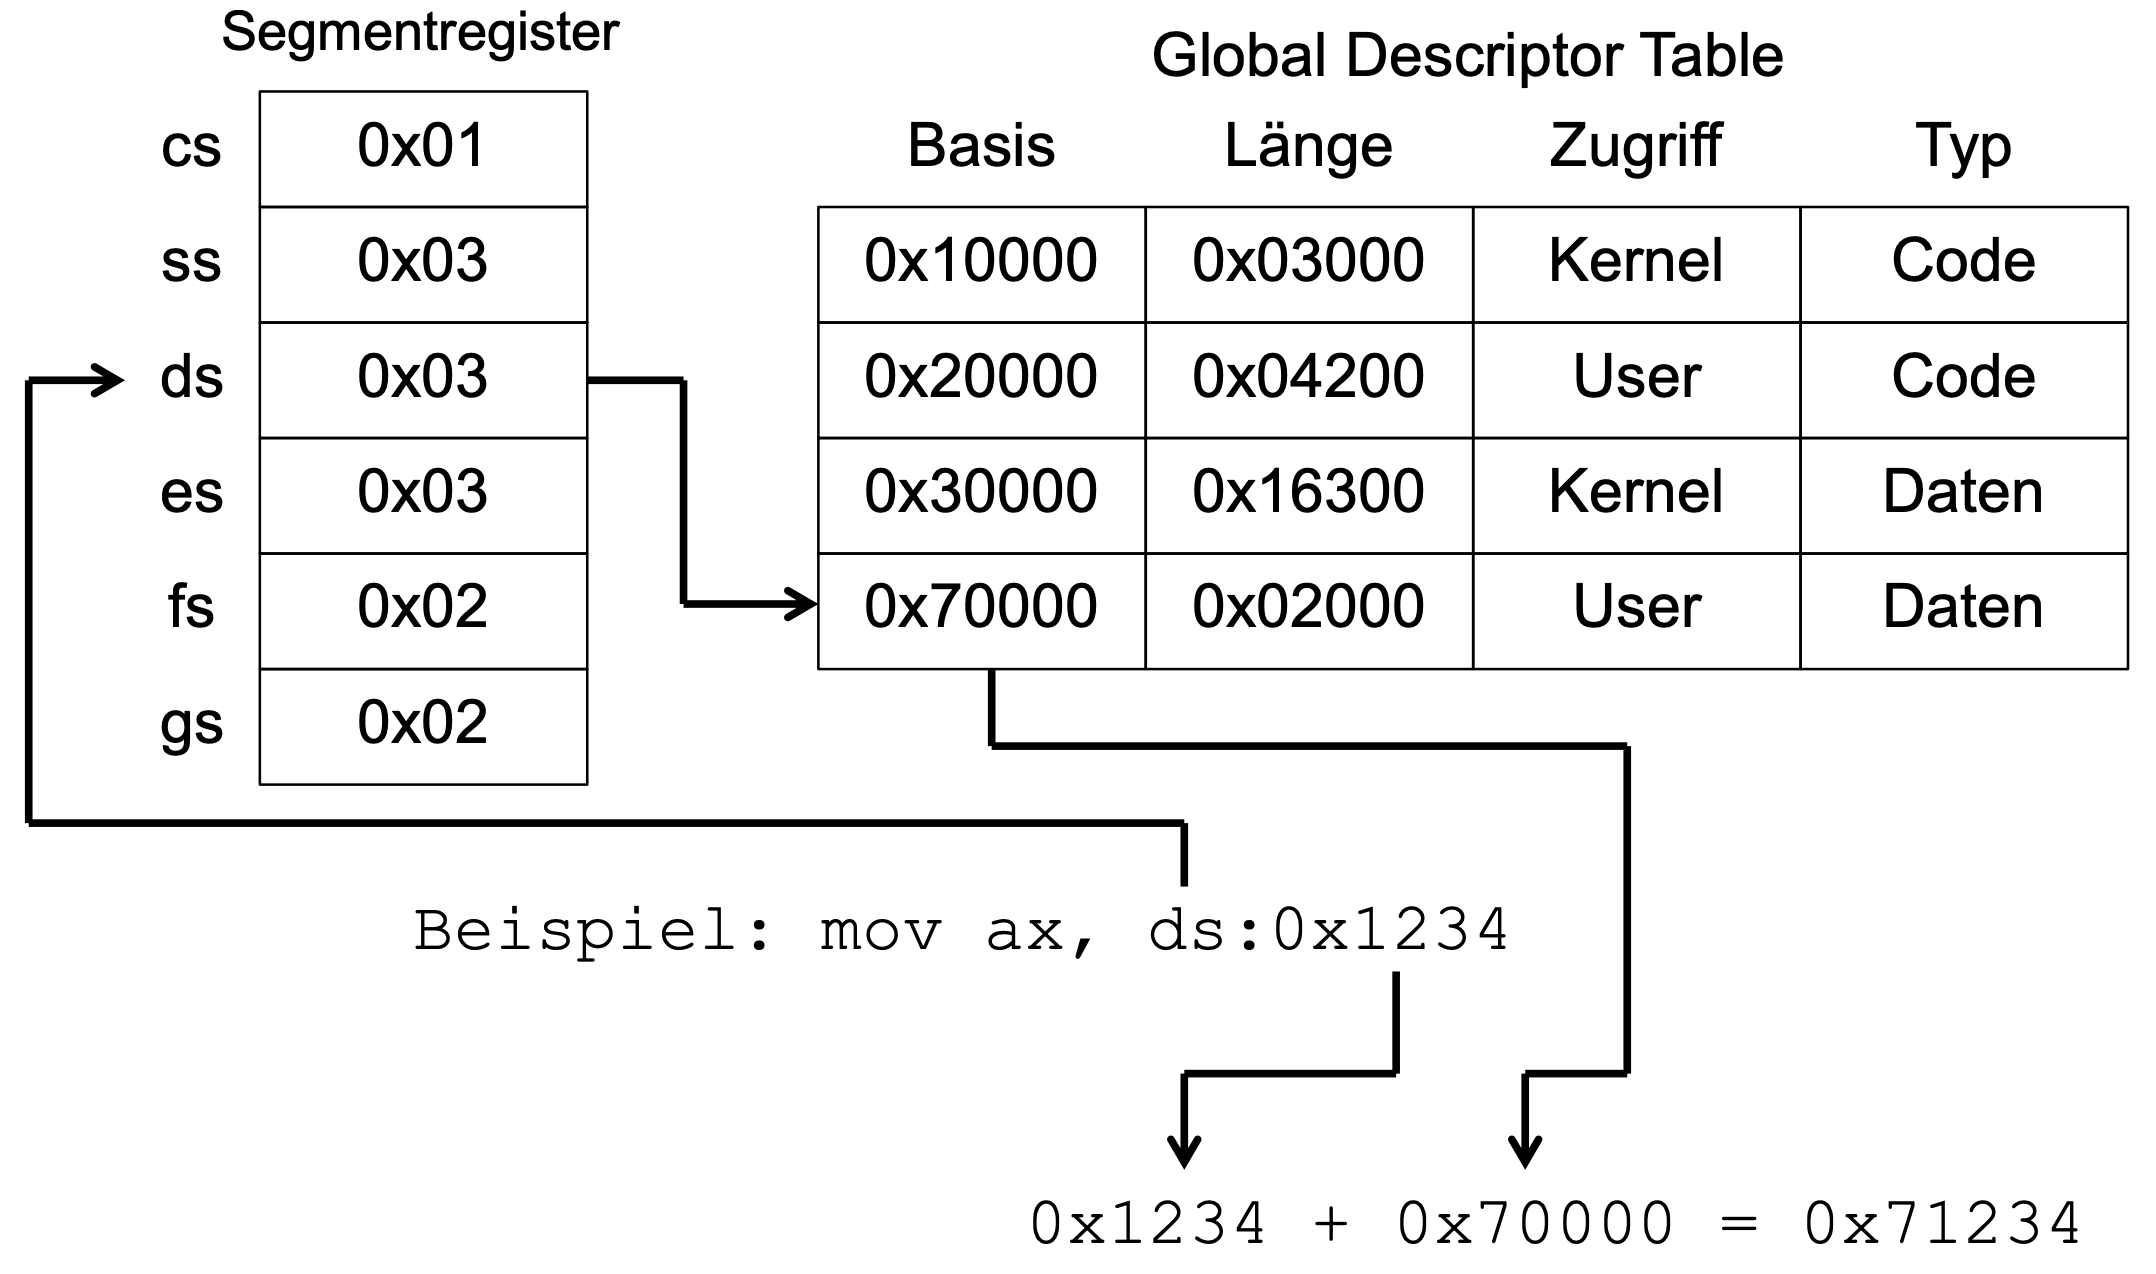 Segmentregister
Global Descriptor Table
Basis Länge Zugriff Typ
cs 0x01
ss 0x03 0x10000 0x03000 Kernel Code
ds 0x03 0x20000 0x04200 User Code
es 0x03 0x30000 0x16300 Kernel Daten
fs 0x02 0x70000 0x02000 User Daten
gs 0x02
Beispiel: mov ax, ds:0x1234
0x1234 + 0x70000 = 0x71234